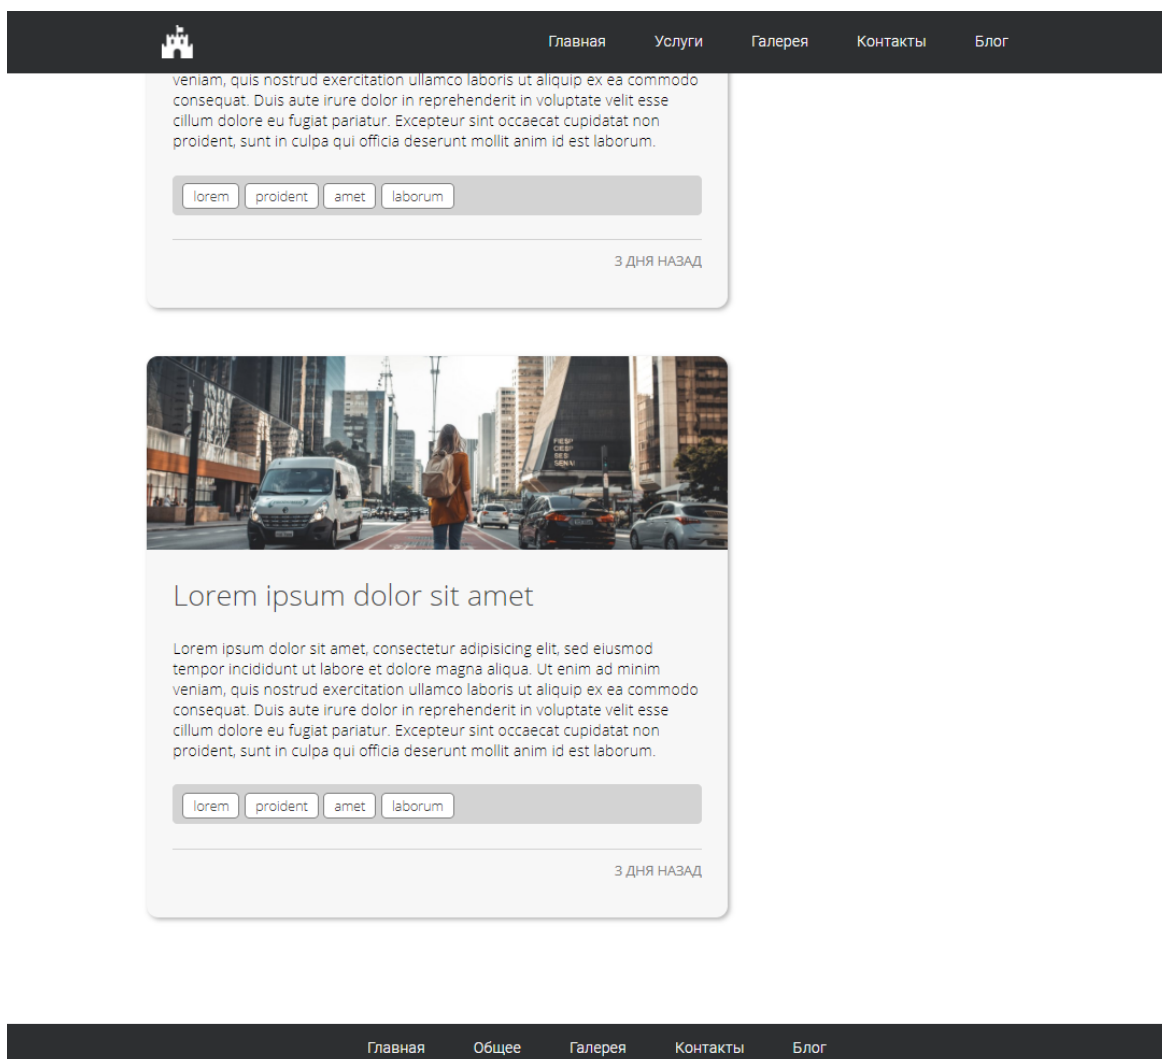 Главная Услуги Галерея Контакты Блог
veniam, quis nostrud exercitation ullamco laboris ut aliquip ex ea commodo
consequat. Duis aute irure dolor in reprehenderit in voluptate velit esse
cillum dolore eu fugiat pariatur. Excepteur sint occaecat cupidatat non
proident, sunt in culpa qui officia deserunt mollit anim id est laborum.
lorem proident amet laborum
3 ДНЯ НАЗАД
FIESP
CIESP
SESI
SENAI
Lorem ipsum dolor sit amet
Lorem ipsum dolor sit amet, consectetur adipisicing elit, sed eiusmod
tempor incididunt ut labore et dolore magna aliqua. Ut enim ad minim
veniam, quis nostrud exercitation ullamco laboris ut aliquip ex ea commodo
consequat. Duis aute irure dolor in reprehenderit in voluptate velit esse
cillum dolore eu fugiat pariatur. Excepteur sint occaecat cupidatat non
proident, sunt in culpa qui officia deserunt mollit anim id est laborum.
lorem proident amet laborum
3 ДНЯ НАЗАД
Главная Общее Галерея Контакты Блог